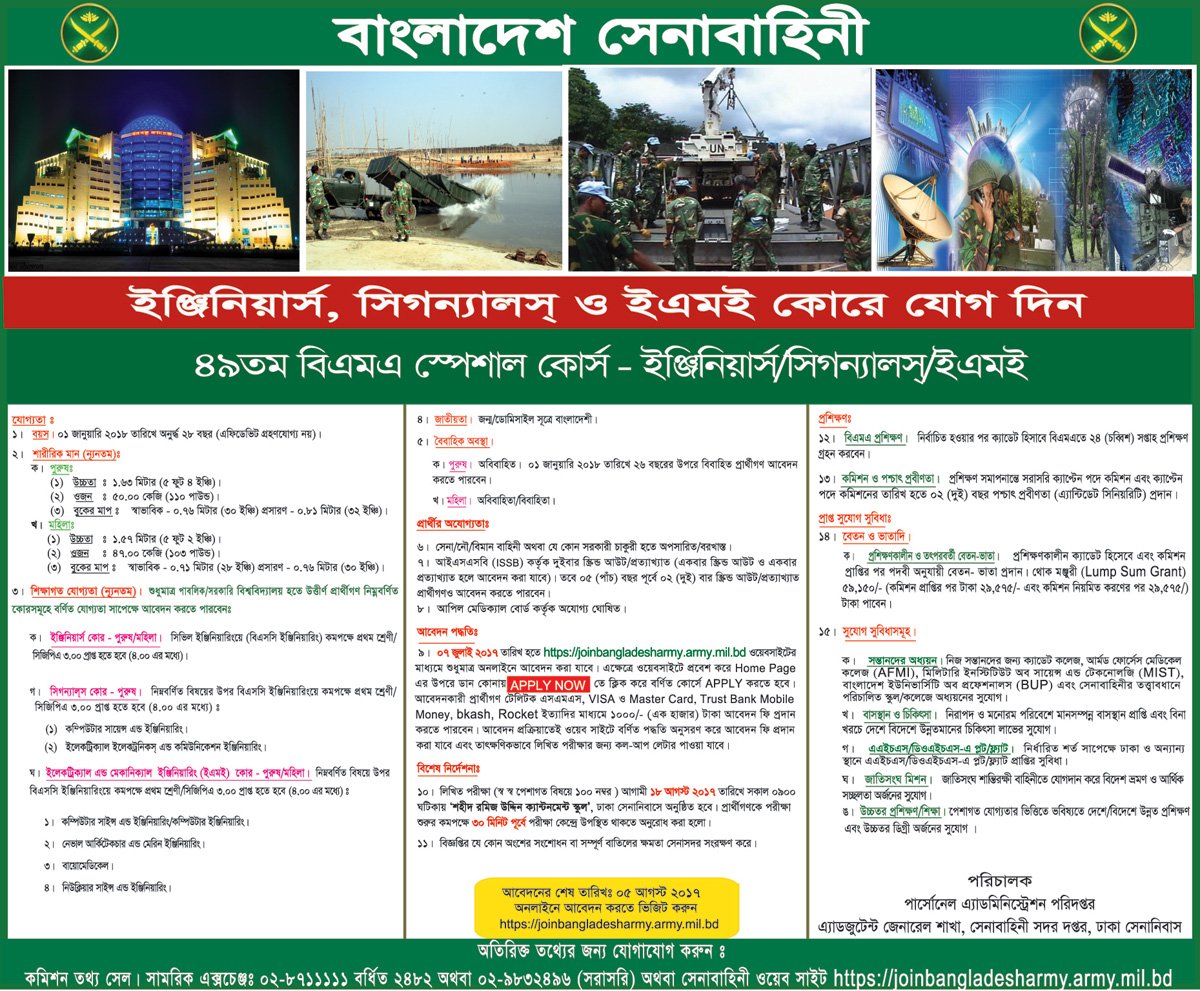 বাংলাদেশ সেনাবাহিনী
UN
ইঞ্জিনিয়ার্স, সিগন্যালস্ ও ইএমই কোরে যোগ দিন
৪৯তম বিএমএ স্পেশাল কোর্স - ইঞ্জিনিয়ার্স/সিগন্যালস্/ইএমই
যোগ্যতা ঃ
১। বয়স। ০১ জানুয়ারি ২০১৮ তারিখে অনুর্দ্ধ ২৮ বছর (এফিডেভিট গ্রহণযোগ্য নয়)।
২। শারীরিক মান (ন্যূনতম)ঃ
ক। পুরুষঃ
(১) উচ্চতা ঃ ১.৬৩ মিটার (৫ ফুট ৪ ইঞ্চি)।
(২) ওজন ঃ ৫০.০০ কেজি (১১০ পাউন্ড)।
(৩) বুকের মাপ ঃ স্বাভাবিক - ০.৭৬ মিটার (৩০ ইঞ্চি) প্রসারণ - ০.৮১ মিটার (৩২ ইঞ্চি)।
খ। মহিলাঃ
(১) উচ্চতা ঃ ১.৫৭ মিটার (৫ ফুট ২ ইঞ্চি)।
(২) ওজন ঃ ৪৭.০০ কেজি (১০৩ পাউন্ড)।
(৩) বুকের মাপ ঃ স্বাভাবিক - ০.৭১ মিটার (২৮ ইঞ্চি) প্রসারণ - ০.৭৬ মিটার (৩০ ইঞ্চি)।
৩। শিক্ষাগত যোগ্যতা (ন্যূনতম)। শুধুমাত্র পাবলিক/সরকারি বিশ্ববিদ্যালয় হতে উত্তীর্ণ প্রার্থীগণ নিম্নবর্ণিত
কোরসমূহে বর্ণিত যোগ্যতা সাপেক্ষে আবেদন করতে পারবেনঃ
ক। ইঞ্জিনিয়ার্স কোর - পুরুষ/মহিলা। সিভিল ইঞ্জিনিয়ারিংয়ে (বিএসসি ইঞ্জিনিয়ারিং) কমপক্ষে প্রথম শ্রেণী/
সিজিপিএ ৩.০০ প্রাপ্ত হতে হবে (৪.০০ এর মধ্যে)।
গ। সিগন্যালস্ কোর - পুরুষ। নিম্নবর্ণিত বিষয়ের উপর বিএসসি ইঞ্জিনিয়ারিংয়ে কমপক্ষে প্রথম শ্রেণী/
সিজিপিএ ৩.০০ প্রাপ্ত হতে হবে (৪.০০ এর মধ্যে) ঃ
(১) কম্পিউটার সায়েন্স এন্ড ইঞ্জিনিয়ারিং।
(২) ইলেকট্রিক্যাল ইলেকট্রনিকস্ এন্ড কমিউনিকেশন ইঞ্জিনিয়ারিং।
ঘ। ইলেকট্রিক্যাল এন্ড মেকানিক্যাল ইঞ্জিনিয়ারিং (ইএমই) কোর - পুরুষ/মহিলা। নিম্নবর্ণিত বিষয়ে উপর
বিএসসি ইঞ্জিনিয়ারিংয়ে কমপক্ষে প্রথম শ্রেণী/সিজিপিএ ৩.০০ প্রাপ্ত হতে হবে (৪.০০ এর মধ্যে) ঃ
১। কম্পিউটার সাইন্স এন্ড ইঞ্জিনিয়ারিং/কম্পিউটার ইঞ্জিনিয়ারিং।
২। নেভাল আর্কিটেকচার এন্ড মেরিন ইঞ্জিনিয়ারিং।
৩। বায়োমেডিকেল।
৪। নিউক্লিয়ার সাইন্স এন্ড ইঞ্জিনিয়ারিং।
৪। জাতীয়তা। জন্ম/ডোমিসাইল সূত্রে বাংলাদেশী।
৫। বৈবাহিক অবস্থা।
ক। পুরুষ। অবিবাহিত। ০১ জানুয়ারি ২০১৮ তারিখে ২৬ বছরের উপরে বিবাহিত প্রার্থীগণ আবেদন
করতে পারবে।
খ। মহিলা। অবিবাহিতা/বিবাহিতা।
প্রার্থীর অযোগ্যতাঃ
৬। সেনা/নৌ/বিমান বাহিনী অথবা যে কোন সরকারী চাকুরী হতে অপসারিত/বরখাস্ত।
৭। আইএসএসবি (ISSB) কর্তৃক দুইবার স্ক্রিন্ড আউট/প্রত্যাখ্যাত (একবার স্ক্রিন্ড আউট ও একবার
প্রত্যাখ্যাত হলে আবেদন করা যাবে)। তবে ০৫ (পাঁচ) বছর পূর্বে ০২ (দুই) বার স্ক্রিন্ড আউট/প্রত্যাখ্যাত
প্রার্থীগণও আবেদন করতে পারবে।
৮। আপিল মেডিক্যাল বোর্ড কর্তৃক অযোগ্য ঘোষিত।
আবেদন পদ্ধতিঃ
৯। ০৭ জুলাই ২০১৭ তারিখ হতে https://joinbangladesharmy.army.mil.bd ওয়েবসাইটের
মাধ্যমে শুধুমাত্র অনলাইনে আবেদন করা যাবে। এক্ষেত্রে ওয়েবসাইটে প্রবেশ করে Home Page
এর উপরে ডান কোনায় APPLY NOW তে ক্লিক করে বর্ণিত কোর্সে APPLY করতে হবে।
আবেদনকারী প্রার্থীগণ টেলিটক এসএমএস, VISA ও Master Card, Trust Bank Mobile
Money, bkash, Rocket ইত্যাদির মাধ্যমে ১০০০/- (এক হাজার) টাকা আবেদন ফি প্রদান
করতে পারবে। আবেদন প্রক্রিয়াতেই ওয়েব সাইটে বর্ণিত পদ্ধতি অনুসরণ করে আবেদন ফি প্রদান
করা যাবে এবং তাৎক্ষণিকভাবে লিখিত পরীক্ষার জন্য কল-আপ লেটার পাওয়া যাবে।
বিশেষ নির্দেশনাঃ
১০। লিখিত পরীক্ষা (স্ব স্ব পেশাগত বিষয়ে ১০০ নম্বর ) আগামী ১৮ আগস্ট ২০১৭ তারিখে সকাল ০৯০০
ঘটিকায় ‘শহীদ রমিজ উদ্দিন ক্যান্টনমেন্ট স্কুল’, ঢাকা সেনানিবাসে অনুষ্ঠিত হবে। প্রার্থীগণকে পরীক্ষা
শুরুর কমপক্ষে ৩০ মিনিট পূর্বে পরীক্ষা কেন্দ্রে উপস্থিত থাকতে অনুরোধ করা হলো।
১১। বিজ্ঞপ্তির যে কোন অংশের সংশোধন বা সম্পূর্ণ বাতিলের ক্ষমতা সেনাসদর সংরক্ষণ করে।
আবেদনের শেষ তারিখঃ ০৫ আগস্ট ২০১৭
অনলাইনে আবেদন করতে ভিজিট করুন
https://joinbangladesharmy.army.mil.bd
প্রশিক্ষণঃ
১২। বিএমএ প্রশিক্ষণ। নির্বাচিত হওয়ার পর ক্যাডেট হিসাবে বিএমএতে ২৪ (চব্বিশ) সপ্তাহ প্রশিক্ষণ
গ্রহন করবেন।
১৩। কমিশন ও পশ্চাৎ প্রবীণতা। প্রশিক্ষণ সমাপনান্তে সরাসরি ক্যাপ্টেন পদে কমিশন এবং ক্যাপ্টেন
পদে কমিশনের তারিখ হতে ০২ (দুই) বছর পশ্চাৎ প্রবীণতা (এ্যান্টিডেট সিনিয়রিটি) প্রদান।
প্রাপ্ত সুযোগ সুবিধাঃ
১৪। বেতন ও ভাতাদি।
ক। প্রশিক্ষণকালীন ও তৎপরবর্তী বেতন-ভাতা। প্রশিক্ষণকালীন ক্যাডেট হিসেবে এবং কমিশন
প্রাপ্তির পর পদবী অনুযায়ী বেতন- ভাতা প্রদান। থোক মঞ্জুরী (Lump Sum Grant)
৫৯,১৫০/- (কমিশন প্রাপ্তির পর টাকা ২৯,৫৭৫/- এবং কমিশন নিয়মিত করণের পর ২৯,৫৭৫/)
টাকা পাবেন।
১৫। সুযোগ সুবিধাসমূহ।
ক। সন্তানদের অধ্যয়ন। নিজ সন্তানদের জন্য ক্যাডেট কলেজ, আর্মড ফোর্সেস মেডিকেল
কলেজ (AFMI), মিলিটারি ইনস্টিটিউট অব সায়েন্স এন্ড টেকনোলজি (MIST),
বাংলাদেশ ইউনিভার্সিটি অব প্রফেশনালস (BUP) এবং সেনাবাহিনীর তত্ত্বাবধানে
পরিচালিত স্কুল/কলেজে অধ্যয়নের সুযোগ।
খ। বাসস্থান ও চিকিৎসা। নিরাপদ ও মনোরম পরিবেশে মানসম্পন্ন বাসস্থান প্রাপ্তি এবং বিনা
খরচে দেশে বিদেশে উন্নতমানের চিকিৎসা লাভের সুযোগ।
গ। এএইচএস/ডিওএইচএস-এ প্লট/ফ্ল্যাট। নির্ধারিত শর্ত সাপেক্ষে ঢাকা ও অন্যান্য
স্থানে এএইচএস/ডিওএইচএস-এ প্লট/ফ্ল্যাট প্রাপ্তির সুবিধা।
ঘ। জাতিসংঘ মিশন। জাতিসংঘ শান্তিরক্ষী বাহিনীতে যোগদান করে বিদেশ ভ্রমণ ও আর্থিক
সচ্ছলতা অর্জনের সুযোগ।
ঙ। উচ্চতর প্রশিক্ষণ/শিক্ষা। পেশাগত যোগ্যতার ভিত্তিতে ভবিষ্যতে দেশে/বিদেশে উন্নত প্রশিক্ষণ
এবং উচ্চতর ডিগ্রী অর্জনের সুযোগ ।
পরিচালক
পার্সোনেল এ্যাডমিনিস্ট্রেশন পরিদপ্তর
এ্যাডজুটেন্ট জেনারেল শাখা, সেনাবাহিনী সদর দপ্তর, ঢাকা সেনানিবাস
অতিরিক্ত তথ্যের জন্য যোগাযোগ করুন ঃ
কমিশন তথ্য সেল। সামরিক এক্সচেঞ্জঃ ০২-৮৭১১১১১ বর্ধিত ২৪৮২ অথবা ০২-৯৮৩২৪৯৬ (সরাসরি) অথবা সেনাবাহিনী ওয়েব সাইট https://joinbangladesharmy.army.mil.bd